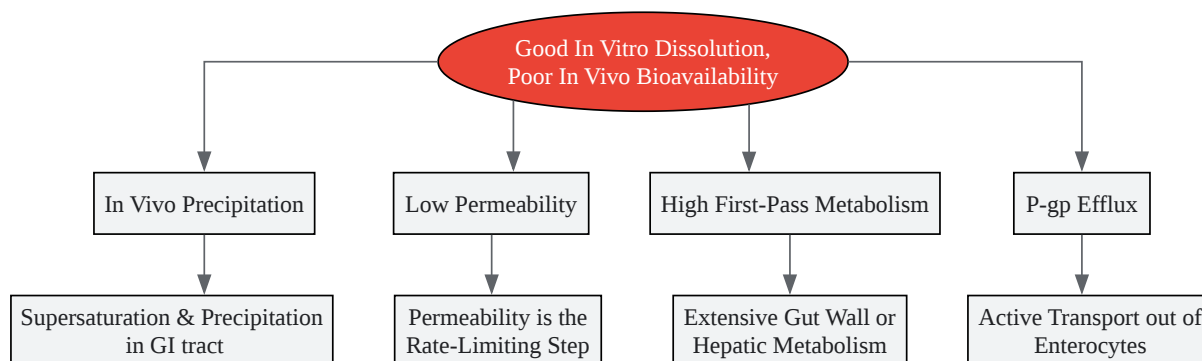 Good In Vitro Dissolution,
Poor In Vivo Bioavailability
In Vivo Precipitation
Low Permeability
High First-Pass Metabolism
P-gp Efflux
Supersaturation & Precipitation
in GI tract
Permeability is the
Rate-Limiting Step
Extensive Gut Wall or
Hepatic Metabolism
Active Transport out of
Enterocytes